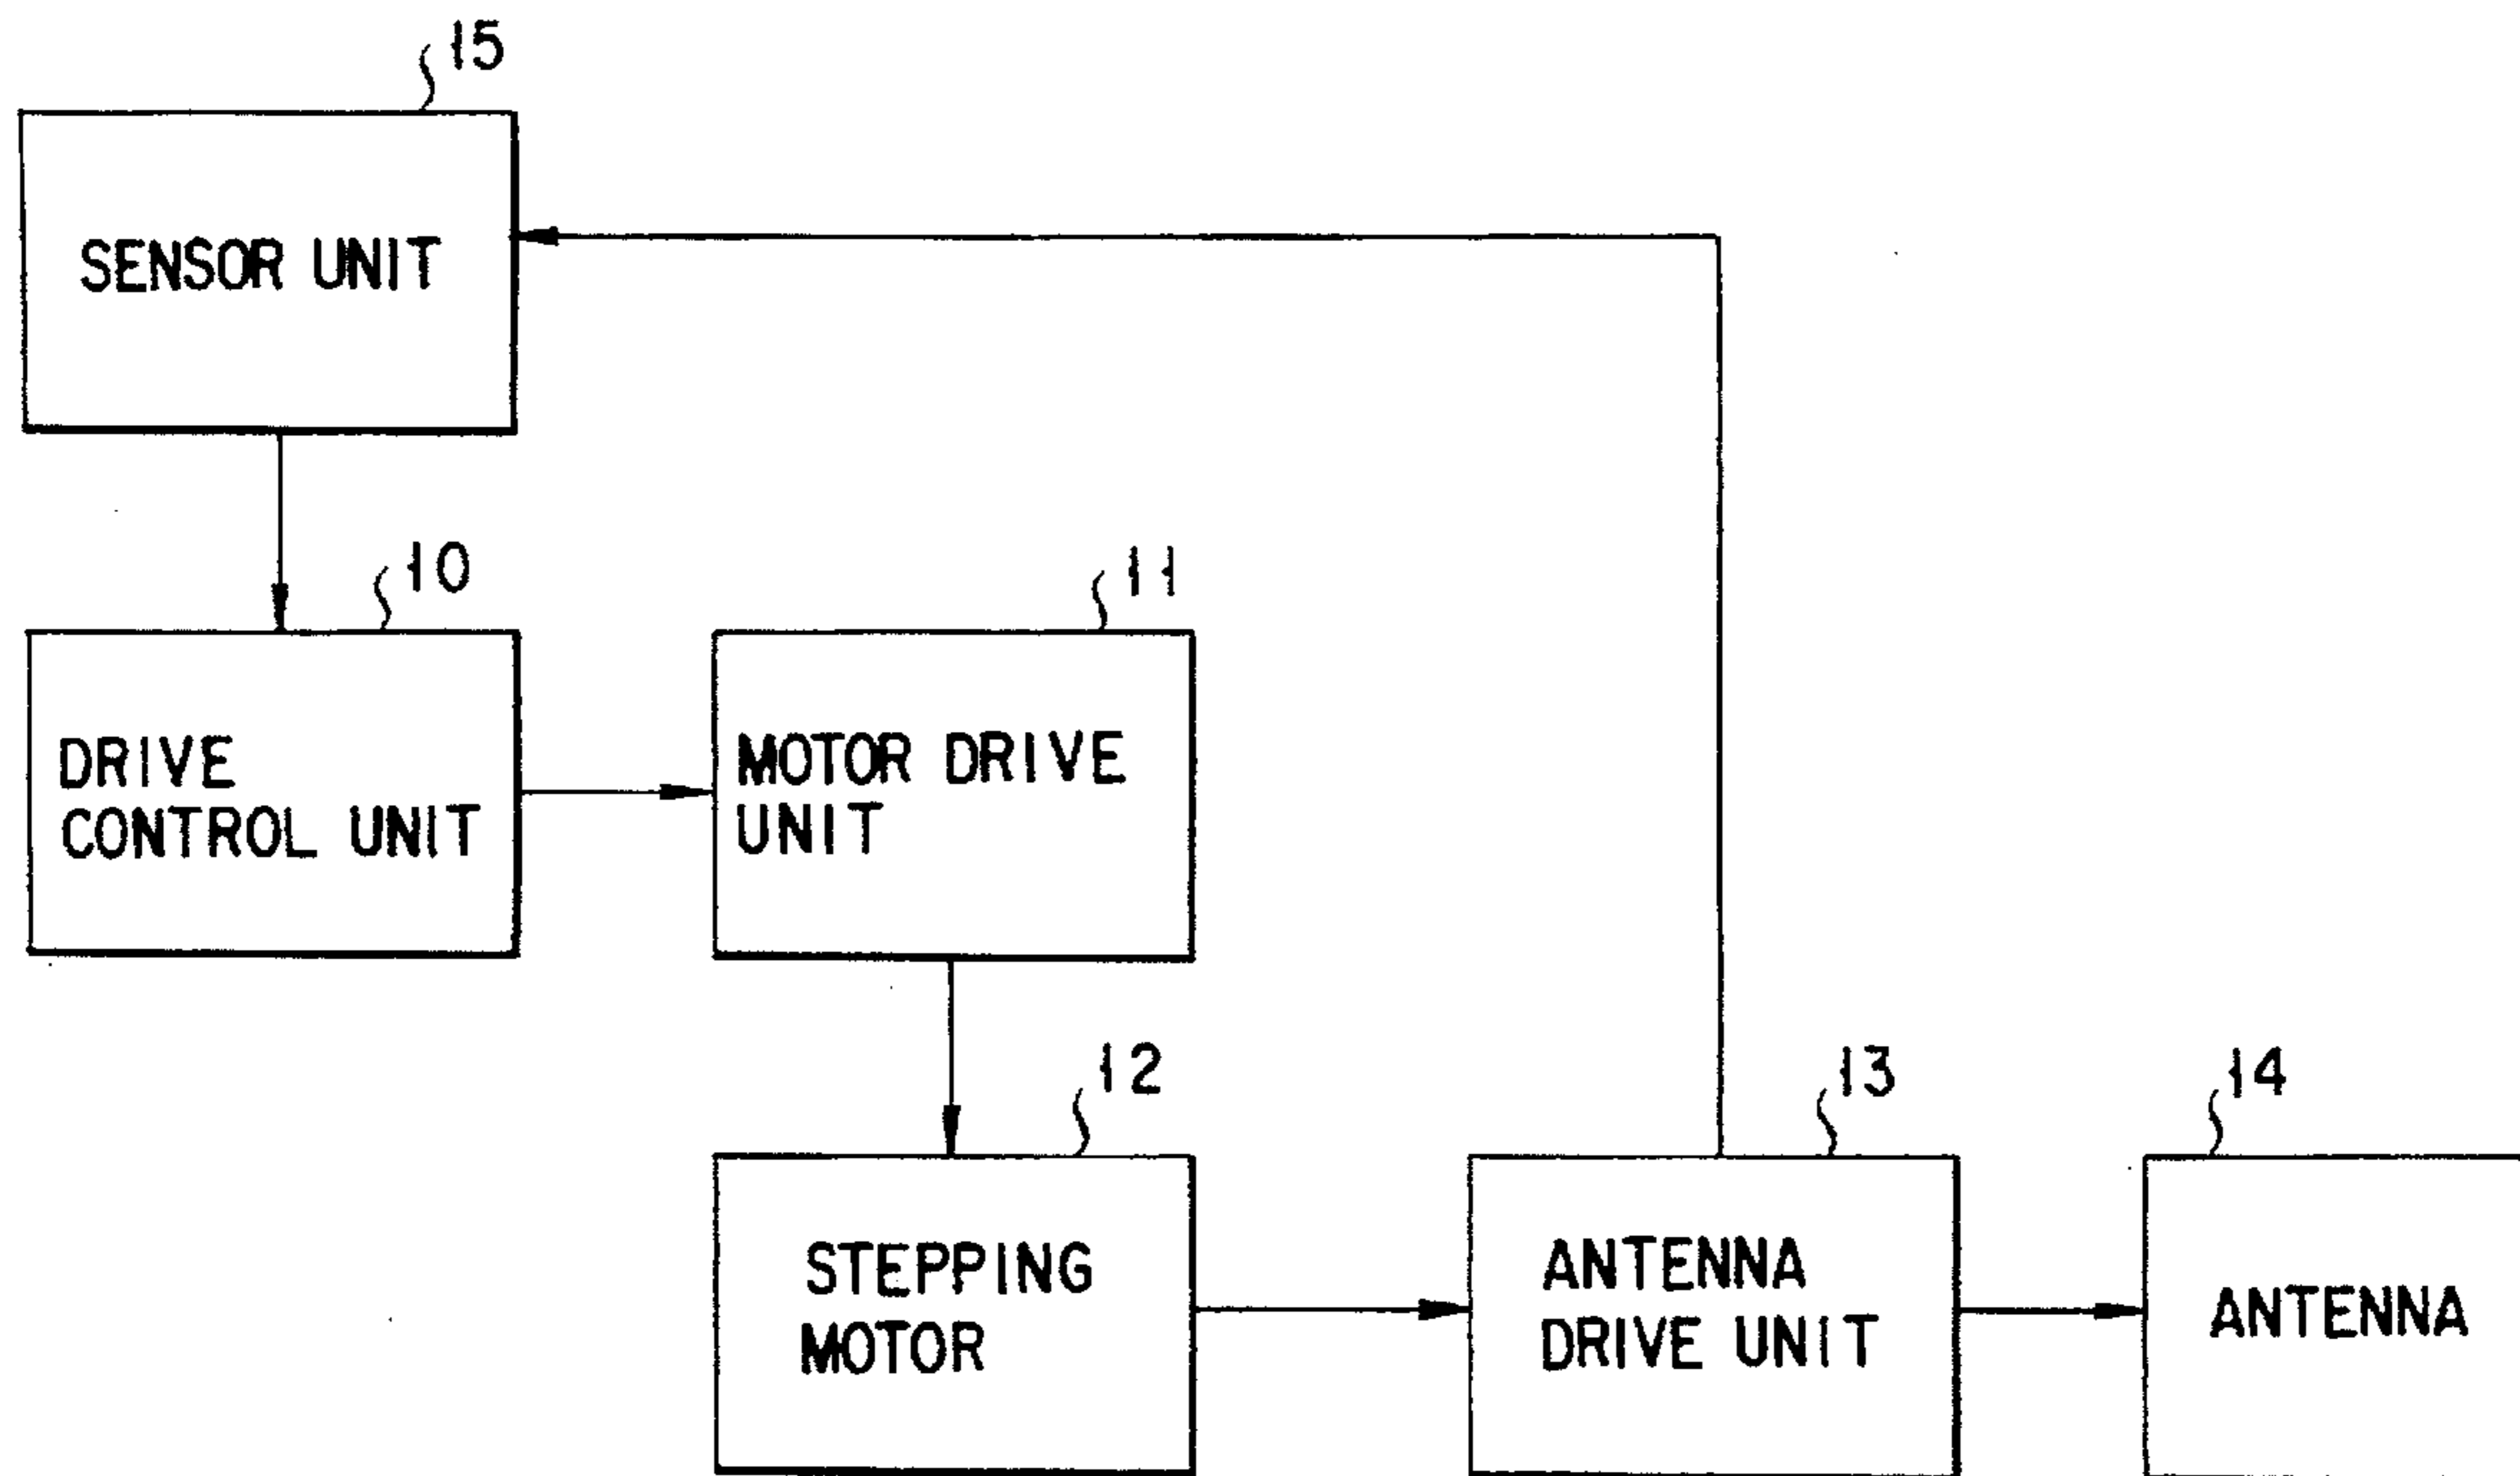 15
SENSOR UNIT
10
DRIVE
CONTROL UNIT
11
MOTOR DRIVE
UNIT
12
STEPPING
MOTOR
13
ANTENNA
DRIVE UNIT
14
ANTENNA